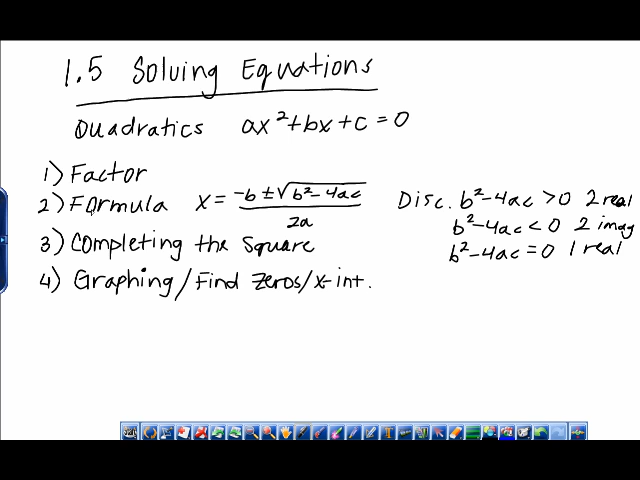 1.5 Solving Equations
Quadratics ax²+bx+c=0
1) Factor
2) Formula x = (-b ± √(b²-4ac))/(2a)
3) Completing the Square
4) Graphing/Find Zeros/x-int.
Disc. b²-4ac >0 2 real
b²-4ac <0 2 imag
b²-4ac =0 1 real